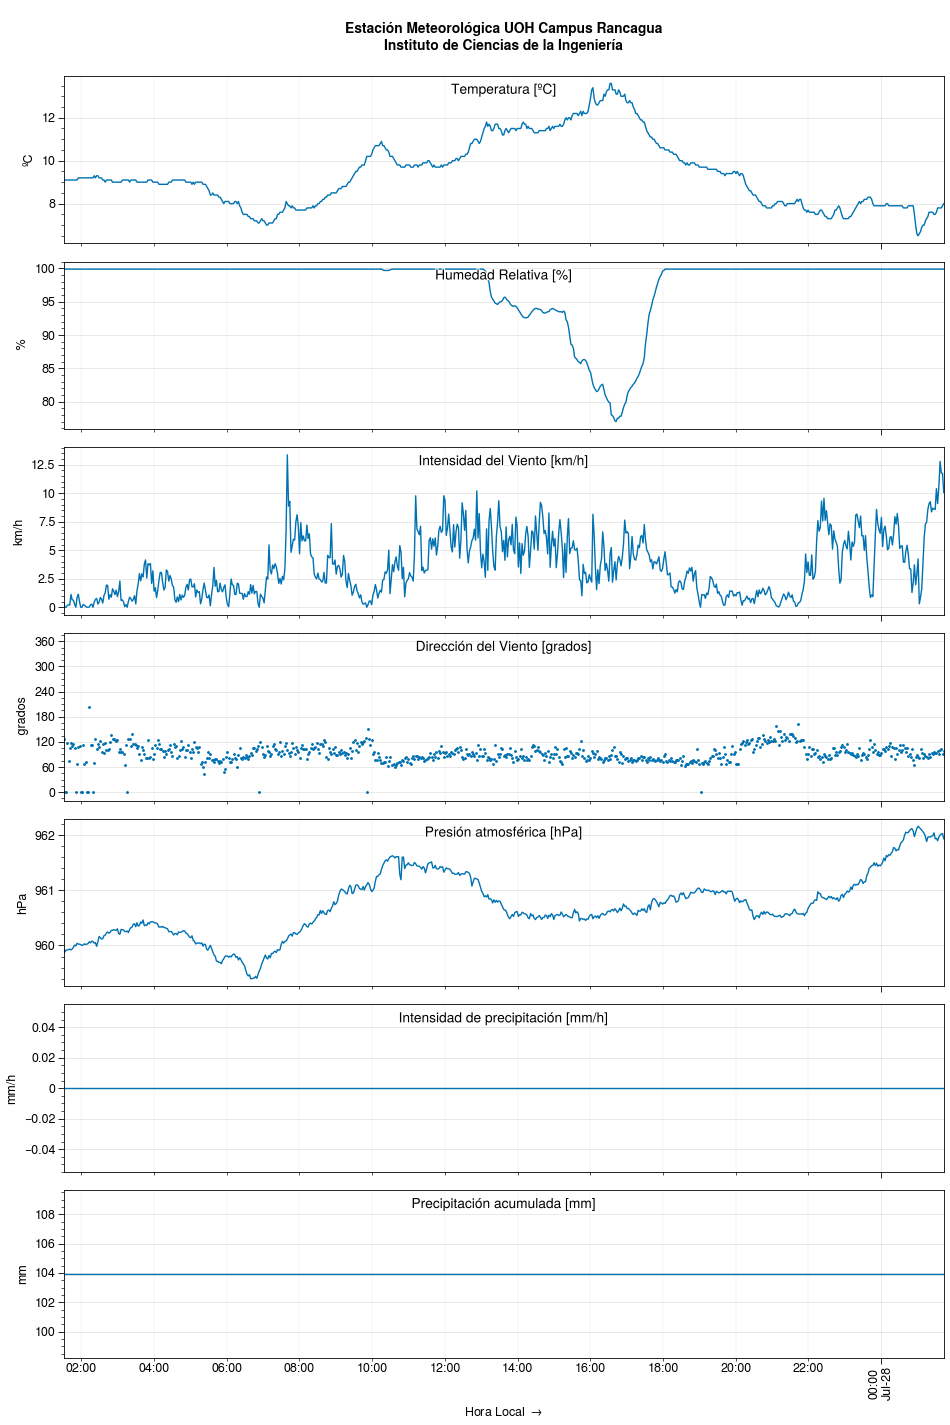 Estación Meteorológica UOH Campus Rancagua
Instituto de Ciencias de la Ingeniería
Temperatura [ºC]
ºC
12
10
8
Humedad Relativa [%]
%
100
95
90
85
80
Intensidad del Viento [km/h]
km/h
12.5
10
7.5
5
2.5
0
Dirección del Viento [grados]
grados
360
300
240
180
120
60
0
Presión atmosférica [hPa]
hPa
962
961
960
Intensidad de precipitación [mm/h]
mm/h
0.04
0.02
0
−0.02
−0.04
Precipitación acumulada [mm]
mm
108
106
104
102
100
02:00 04:00 06:00 08:00 10:00 12:00 14:00 16:00 18:00 20:00 22:00
00:00
Jul-28
Hora Local →